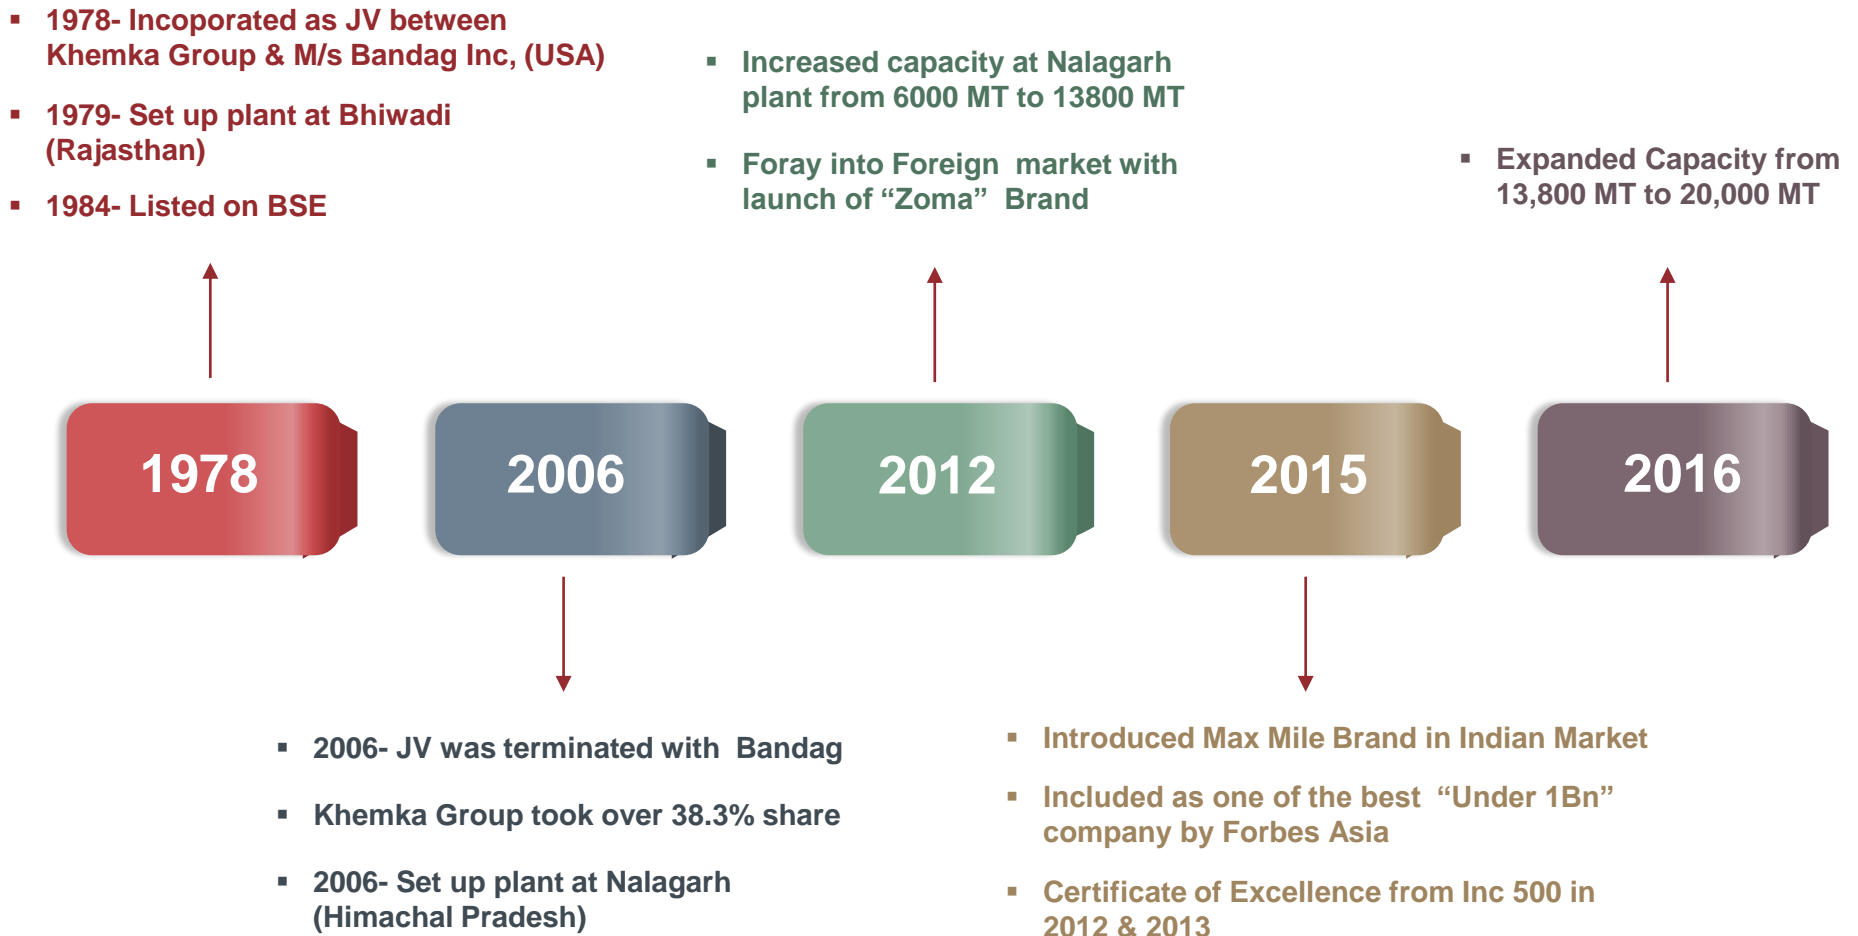 ▪ 1978- Incoporated as JV between
Khemka Group & M/s Bandag Inc, (USA)
▪ 1979- Set up plant at Bhiwadi
(Rajasthan)
▪ 1984- Listed on BSE
▪ Increased capacity at Nalagarh
plant from 6000 MT to 13800 MT
▪ Foray into Foreign market with
launch of “Zoma” Brand
▪ Expanded Capacity from
13,800 MT to 20,000 MT
1978
2006
2012
2015
2016
▪ 2006- JV was terminated with Bandag
▪ Khemka Group took over 38.3% share
▪ 2006- Set up plant at Nalagarh
(Himachal Pradesh)
▪ Introduced Max Mile Brand in Indian Market
▪ Included as one of the best “Under 1Bn”
company by Forbes Asia
▪ Certificate of Excellence from Inc 500 in
2012 & 2013